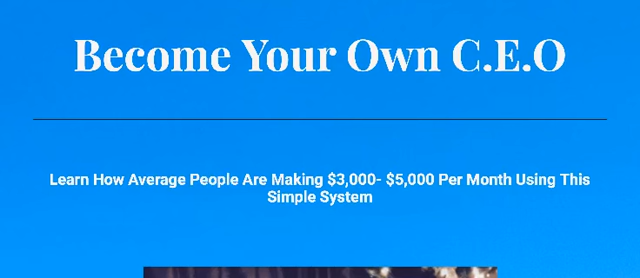 Become Your Own C.E.O
Learn How Average People Are Making $3,000- $5,000 Per Month Using This
Simple System